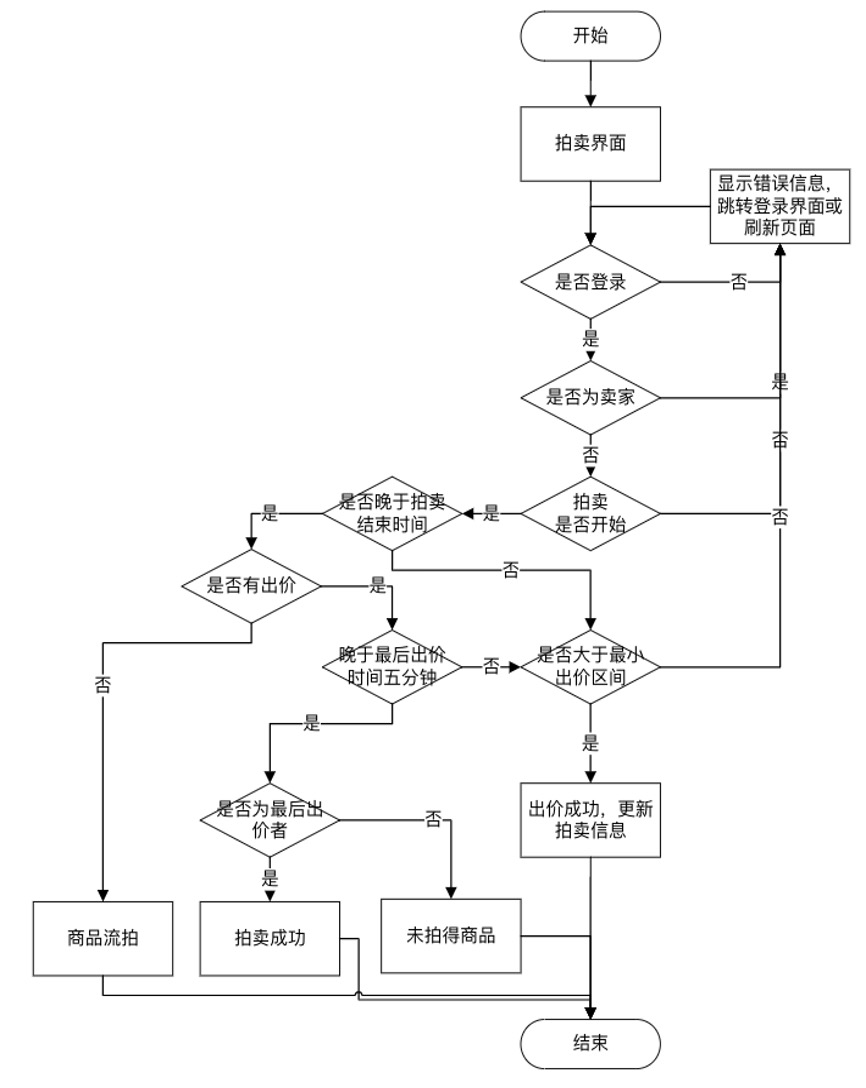 开始
拍卖界面
显示错误信息，
跳转登录界面或
刷新页面
是否登录
否
是
是否为卖家
是
否
否
是否晚于拍卖
结束时间
拍卖
是否开始
是
是
否
否
是否有出价
是
晚于最后出价
时间五分钟
否
是否大于最小
出价区间
否
是
是
是否为最后出
价者
否
出价成功，更新
拍卖信息
是
商品流拍
拍卖成功
未拍得商品
结束